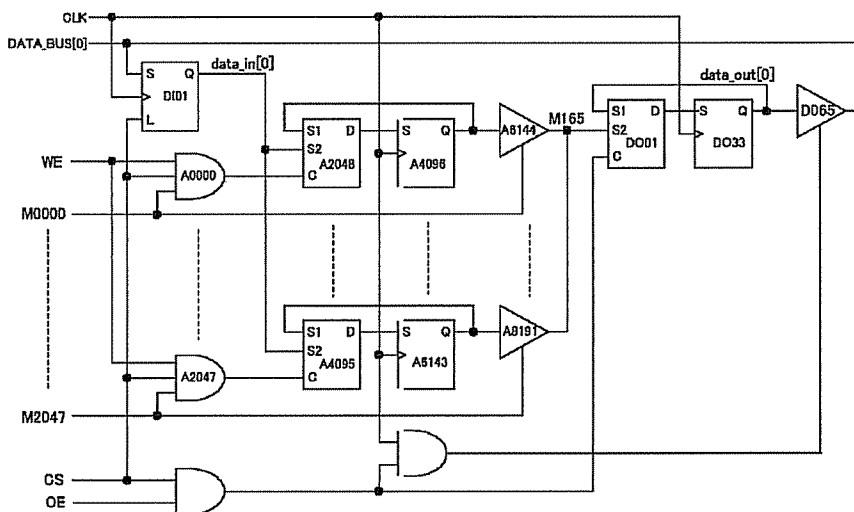 CLK
DATA_BUS[0]
S Q data_in[0]
DI01
L
data_out[0]
S1 D S Q DO65
S2
DO01 DO33
C
M165
S1 D S Q A6144
S2
A2048 A4096
C
WE
A0000
M0000
S1 D S Q A8191
S2
A4095 A6143
C
A2047
M2047
CS
OE